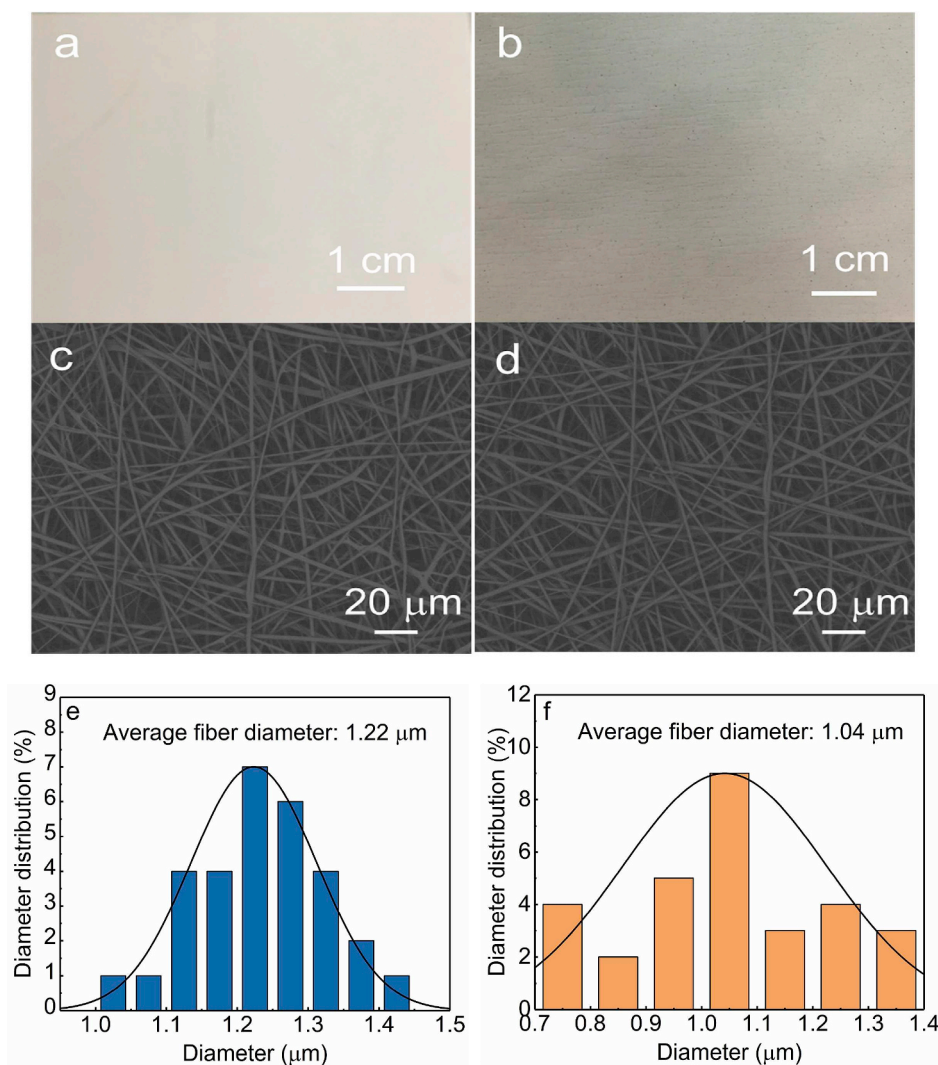 a
b
1 cm
1 cm
c
d
20 μm
20 μm
e
Average fiber diameter: 1.22 μm
Diameter distribution (%)
9
8
7
6
5
4
3
2
1
0
1.0 1.1 1.2 1.3 1.4 1.5
Diameter (μm)
f
Average fiber diameter: 1.04 μm
Diameter distribution (%)
12
10
8
6
4
2
0
0.7 0.8 0.9 1.0 1.1 1.2 1.3 1.4
Diameter (μm)